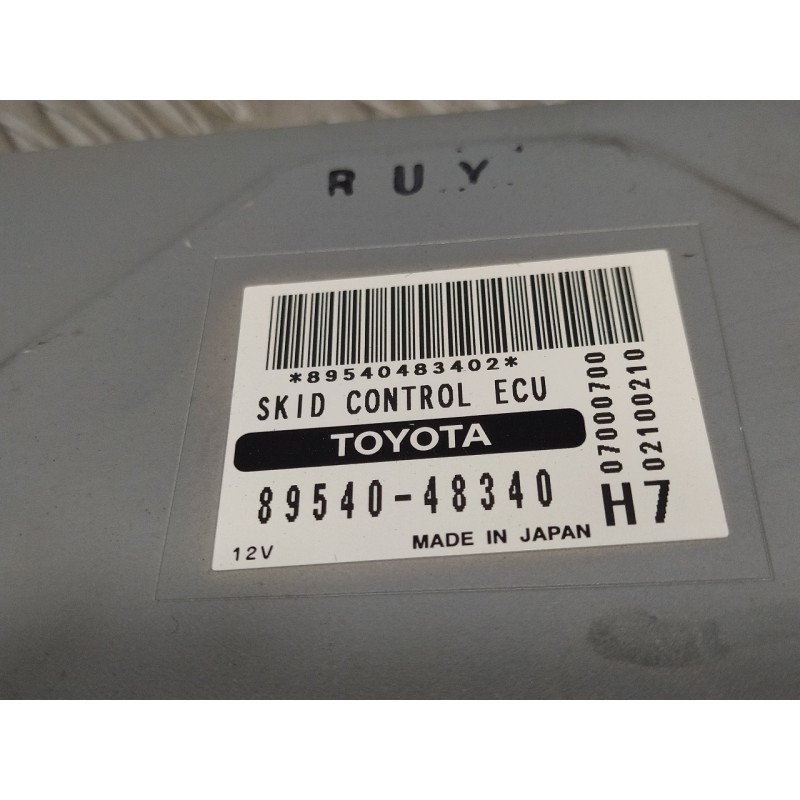 RUY
*89540483402*
SKID CONTROL ECU
TOYOTA
89540-48340
12V
MADE IN JAPAN
H7
07000700
02100210